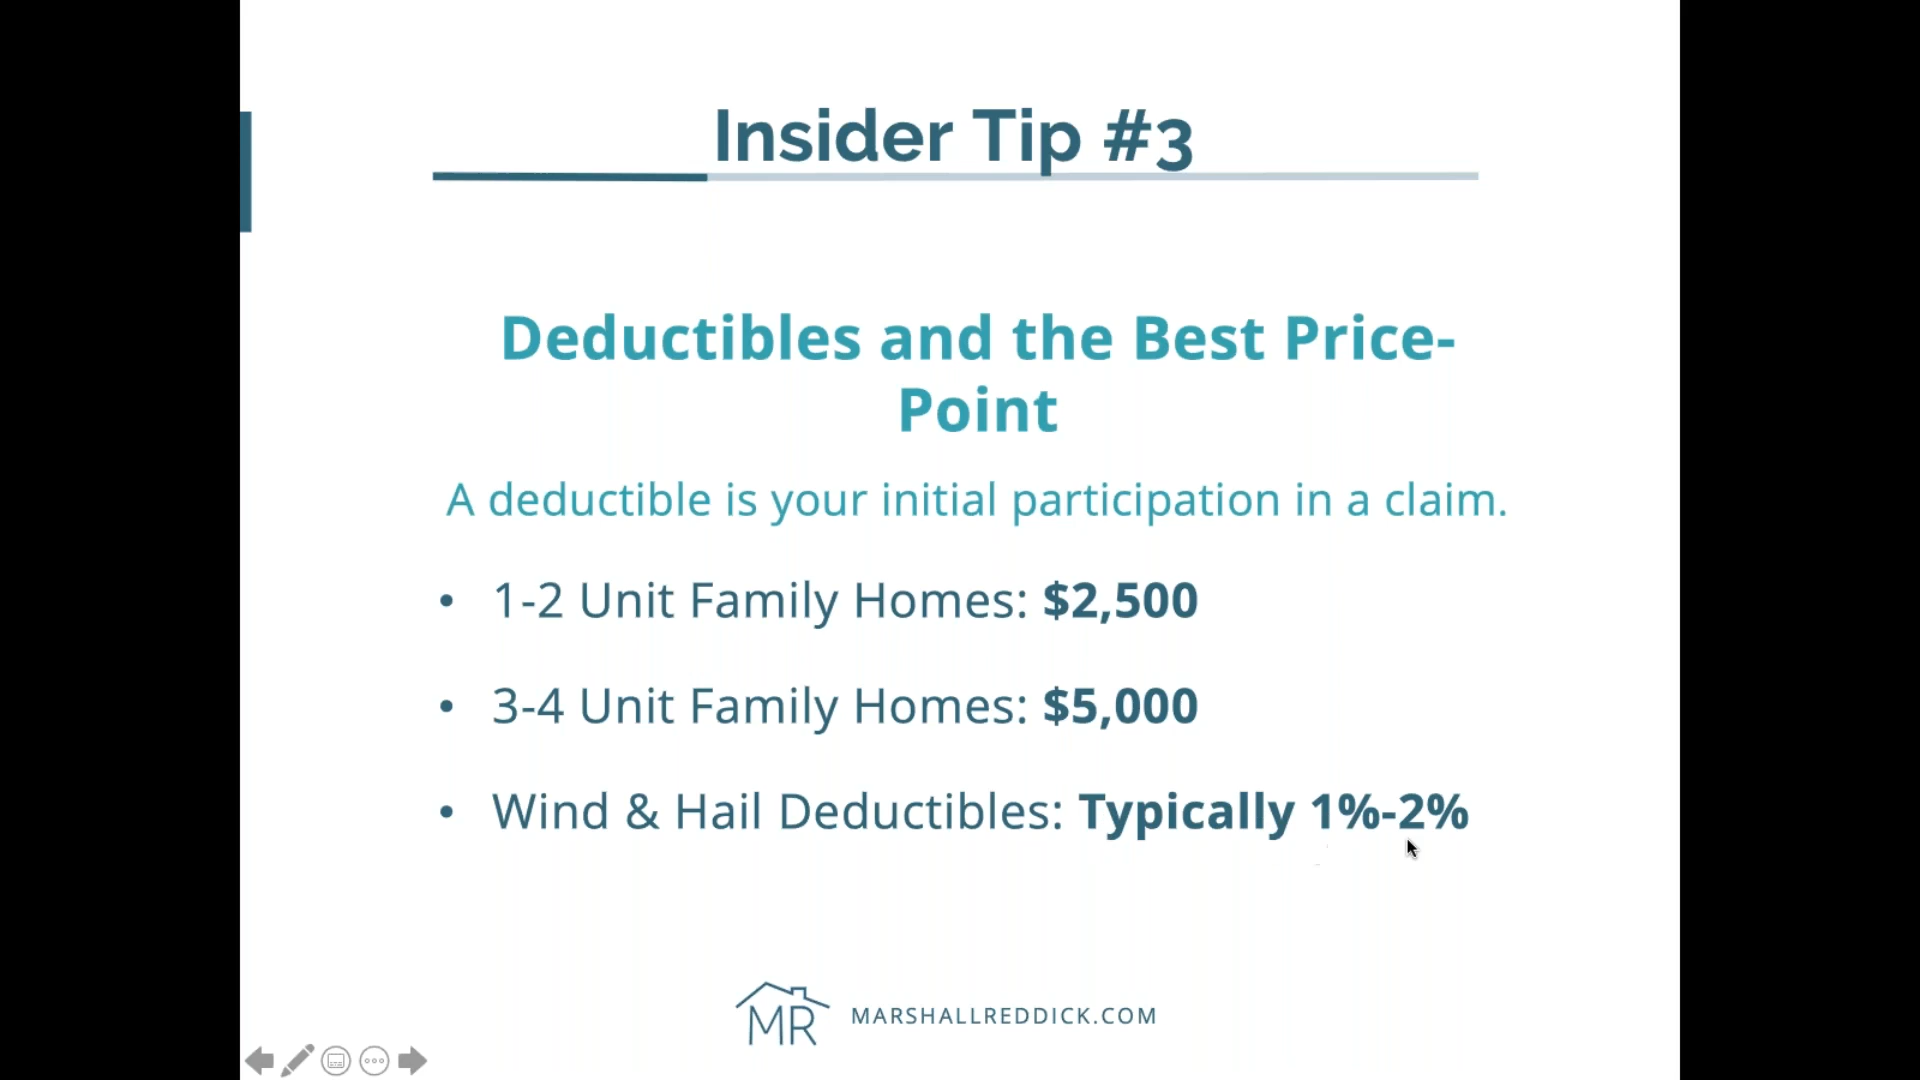 Insider Tip #3
Deductibles and the Best Price-
Point
A deductible is your initial participation in a claim.
• 1-2 Unit Family Homes: $2,500
• 3-4 Unit Family Homes: $5,000
• Wind & Hail Deductibles: Typically 1%-2%
MR MARSHALLREDDICK.COM